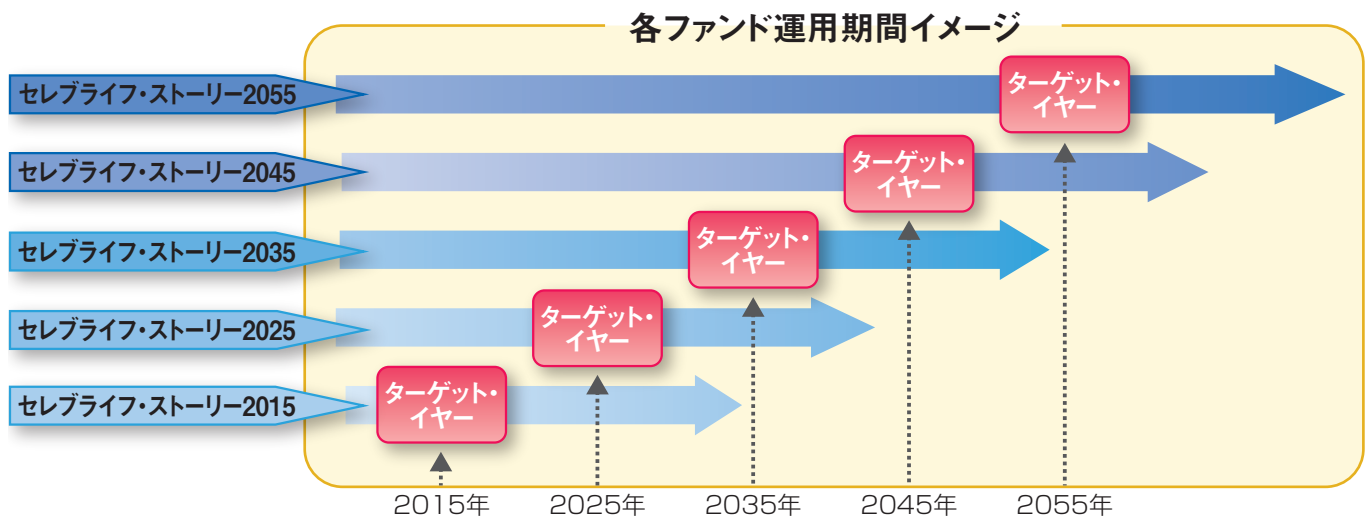 各ファンド運用期間イメージ
セレブライフ・ストーリー2055
ターゲット・
イヤー
セレブライフ・ストーリー2045
ターゲット・
イヤー
セレブライフ・ストーリー2035
ターゲット・
イヤー
セレブライフ・ストーリー2025
ターゲット・
イヤー
セレブライフ・ストーリー2015
ターゲット・
イヤー
2015年 2025年 2035年 2045年 2055年